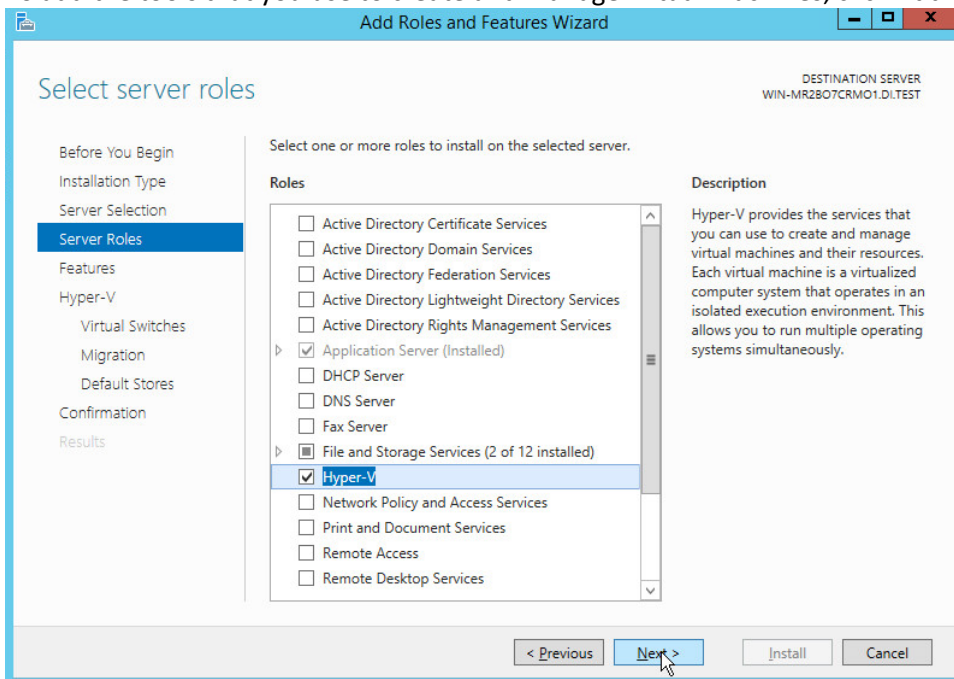 Add Roles and Features Wizard
Select server roles
DESTINATION SERVER
WIN-MR2BO7CRMO1.DI.TEST
Before You Begin
Installation Type
Server Selection
Server Roles
Features
Hyper-V
Virtual Switches
Migration
Default Stores
Confirmation
Results
Select one or more roles to install on the selected server.
Roles
Active Directory Certificate Services
Active Directory Domain Services
Active Directory Federation Services
Active Directory Lightweight Directory Services
Active Directory Rights Management Services
Application Server (Installed)
DHCP Server
DNS Server
Fax Server
File and Storage Services (2 of 12 installed)
Hyper-V
Network Policy and Access Services
Print and Document Services
Remote Access
Remote Desktop Services
Description
Hyper-V provides the services that
you can use to create and manage
virtual machines and their resources.
Each virtual machine is a virtualized
computer system that operates in an
isolated execution environment. This
allows you to run multiple operating
systems simultaneously.
< Previous
Next >
Install
Cancel